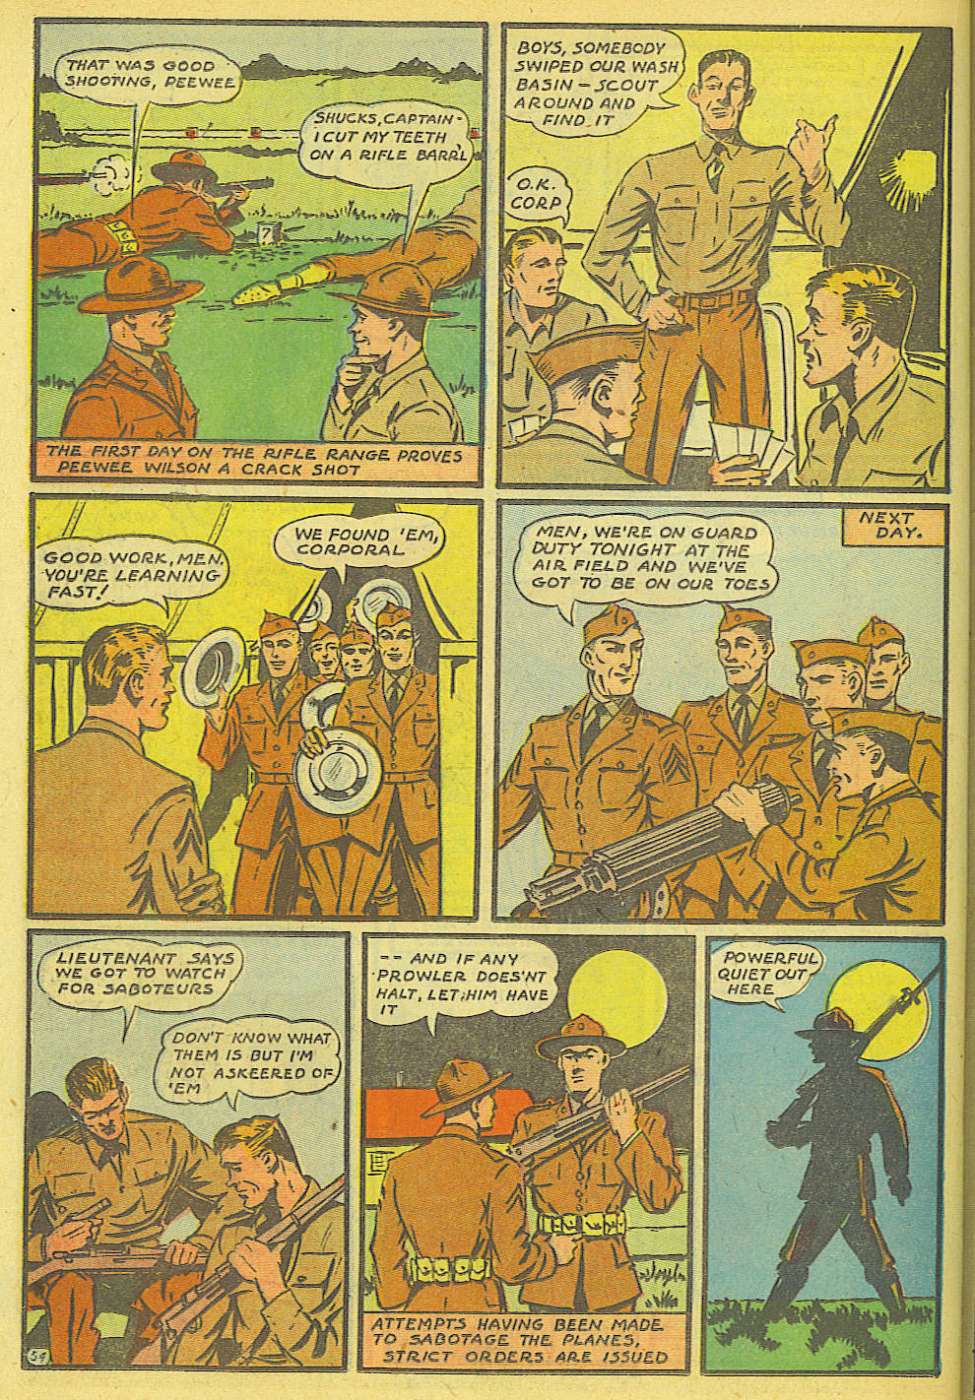 THAT WAS GOOD
SHOOTING, PEEWEE
SHUCKS, CAPTAIN-
I CUT MY TEETH
ON A RIFLE BARR'L
7
THE FIRST DAY ON THE RIFLE RANGE PROVES
PEEWEE WILSON A CRACK SHOT
BOYS, SOMEBODY
SWIPED OUR WASH
BASIN - SCOUT
AROUND AND
FIND IT
O.K.
CORP
GOOD WORK, MEN.
YOU'RE LEARNING
FAST!
WE FOUND 'EM,
CORPORAL
NEXT
DAY.
MEN, WE'RE ON GUARD
DUTY TONIGHT AT THE
AIR FIELD AND WE'VE
GOT TO BE ON OUR TOES
LIEUTENANT SAYS
WE GOT TO WATCH
FOR SABOTEURS
DON'T KNOW WHAT
THEM IS BUT I'M
NOT ASKEERED OF
'EM
59
-- AND IF ANY
PROWLER DOES'NT
HALT, LET HIM HAVE
IT
ATTEMPTS HAVING BEEN MADE
TO SABOTAGE THE PLANES,
STRICT ORDERS ARE ISSUED
POWERFUL
QUIET OUT
HERE